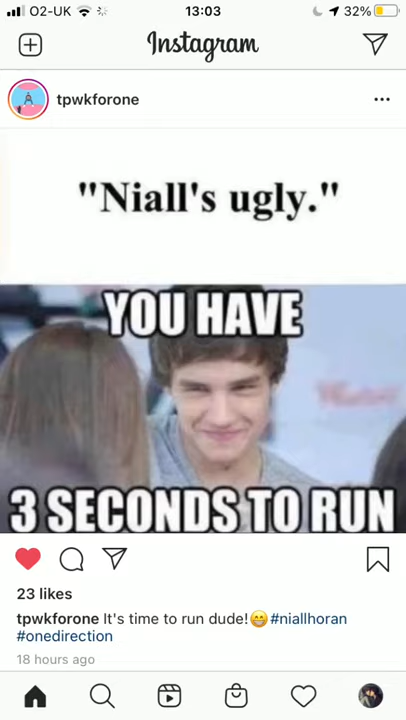 O2-UK 13:03 32%
Instagram
tpwkforone
"Niall's ugly."
YOU HAVE
3 SECONDS TO RUN
23 likes
tpwkforone It's time to run dude!😁 #niallhoran
#onedirection
18 hours ago